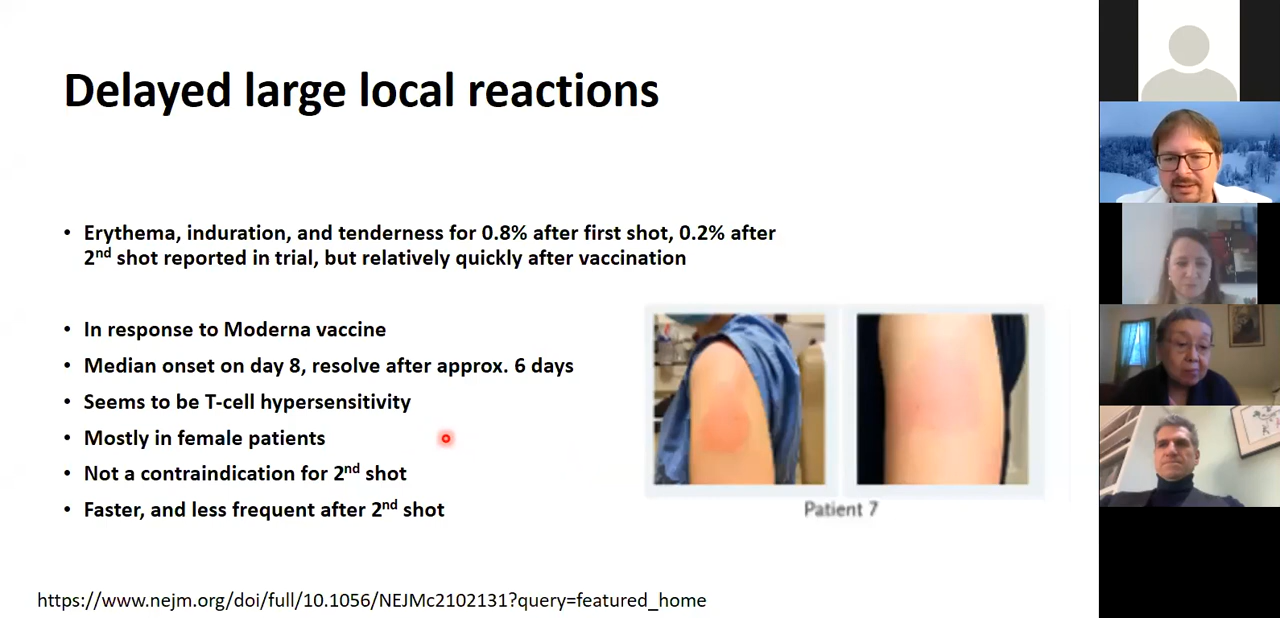 Delayed large local reactions
• Erythema, induration, and tenderness for 0.8% after first shot, 0.2% after
2nd shot reported in trial, but relatively quickly after vaccination
• In response to Moderna vaccine
• Median onset on day 8, resolve after approx. 6 days
• Seems to be T-cell hypersensitivity
• Mostly in female patients
• Not a contraindication for 2nd shot
• Faster, and less frequent after 2nd shot
Patient 7
https://www.nejm.org/doi/full/10.1056/NEJMc2102131?query=featured_home